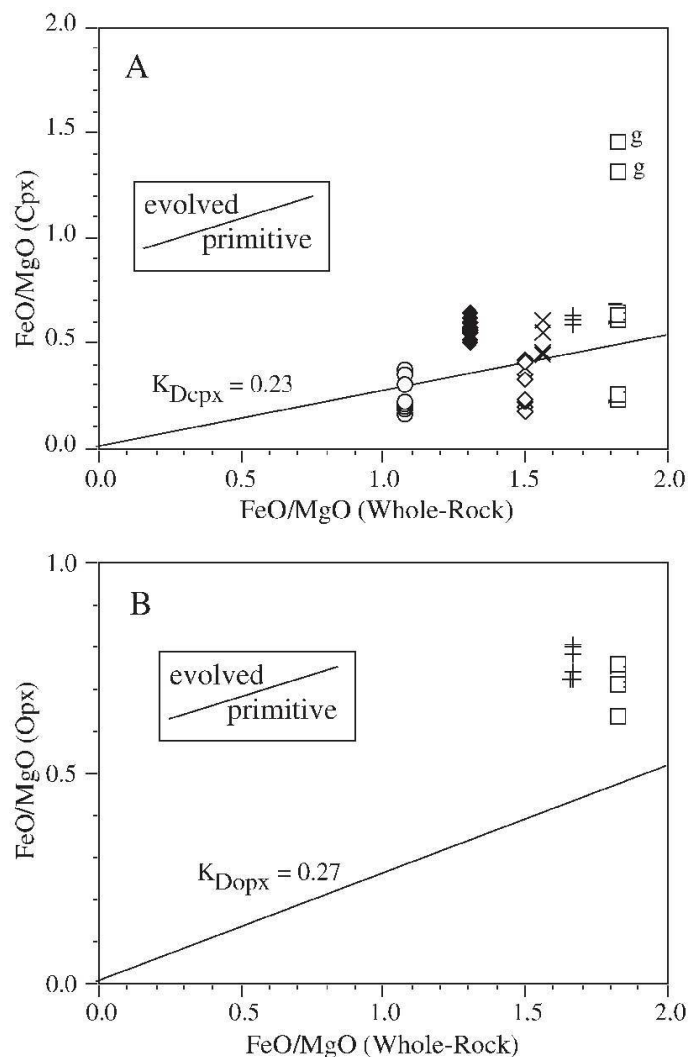 2.0
A
1.5
g
g
evolved
primitive
1.0
FeO/MgO (Cpx)
0.5
K_Dcpx = 0.23
0.0
0.0 0.5 1.0 1.5 2.0
FeO/MgO (Whole-Rock)
1.0
B
evolved
primitive
FeO/MgO (Opx)
0.5
K_Dopx = 0.27
0.0
0.0 0.5 1.0 1.5 2.0
FeO/MgO (Whole-Rock)